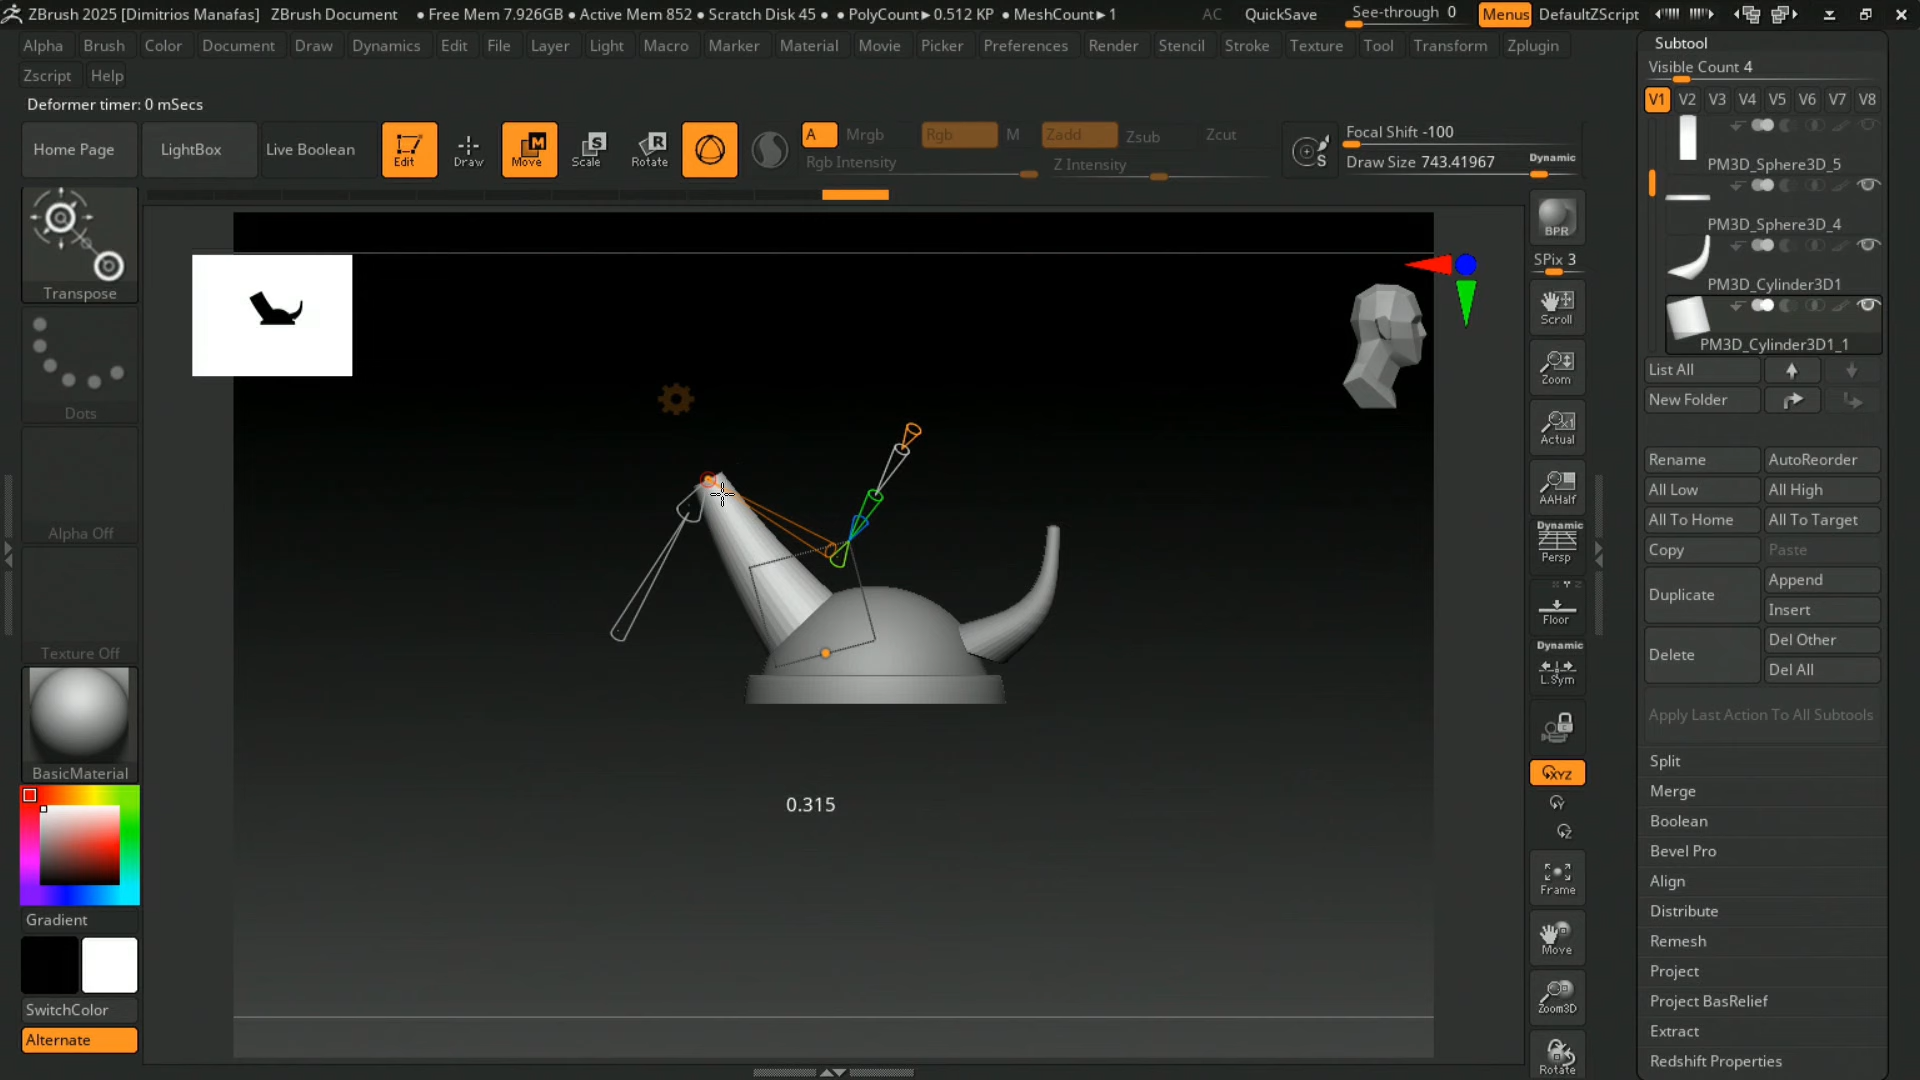 ZBrush 2025 [Dimitrios Manafas] ZBrush Document • Free Mem 7.926GB • Active Mem 852 • Scratch Disk 45 • • PolyCount► 0.512 KP • MeshCount► 1 AC QuickSave See-through 0 Menus DefaultZScript
Alpha Brush Color Document Draw Dynamics Edit File Layer Light Macro Marker Material Movie Picker Preferences Render Stencil Stroke Texture Tool Transform Zplugin
Zscript Help
Deformer timer: 0 mSecs
Home Page
LightBox
Live Boolean
Edit
Draw
Move
Scale
Rotate
A Mrgb Rgb M Zadd Zsub Zcut
Rgb Intensity Z Intensity
Focal Shift -100
Draw Size 743.41967 Dynamic
Transpose
Dots
Alpha Off
Texture Off
BasicMaterial
Gradient
SwitchColor
Alternate
0.315
BPR
SPix 3
Scroll
Zoom
Actual
AAHalf
Dynamic
Persp
Floor
Dynamic
L.Sym
XYZ
Frame
Move
Zoom3D
Rotate
Subtool
Visible Count 4
V1 V2 V3 V4 V5 V6 V7 V8
PM3D_Sphere3D_5
PM3D_Sphere3D_4
PM3D_Cylinder3D1
PM3D_Cylinder3D1_1
List All
New Folder
Rename AutoReorder
All Low All High
All To Home All To Target
Copy Paste
Duplicate Append
Insert
Delete Del Other
Del All
Apply Last Action To All Subtools
Split
Merge
Boolean
Bevel Pro
Align
Distribute
Remesh
Project
Project BasRelief
Extract
Redshift Properties